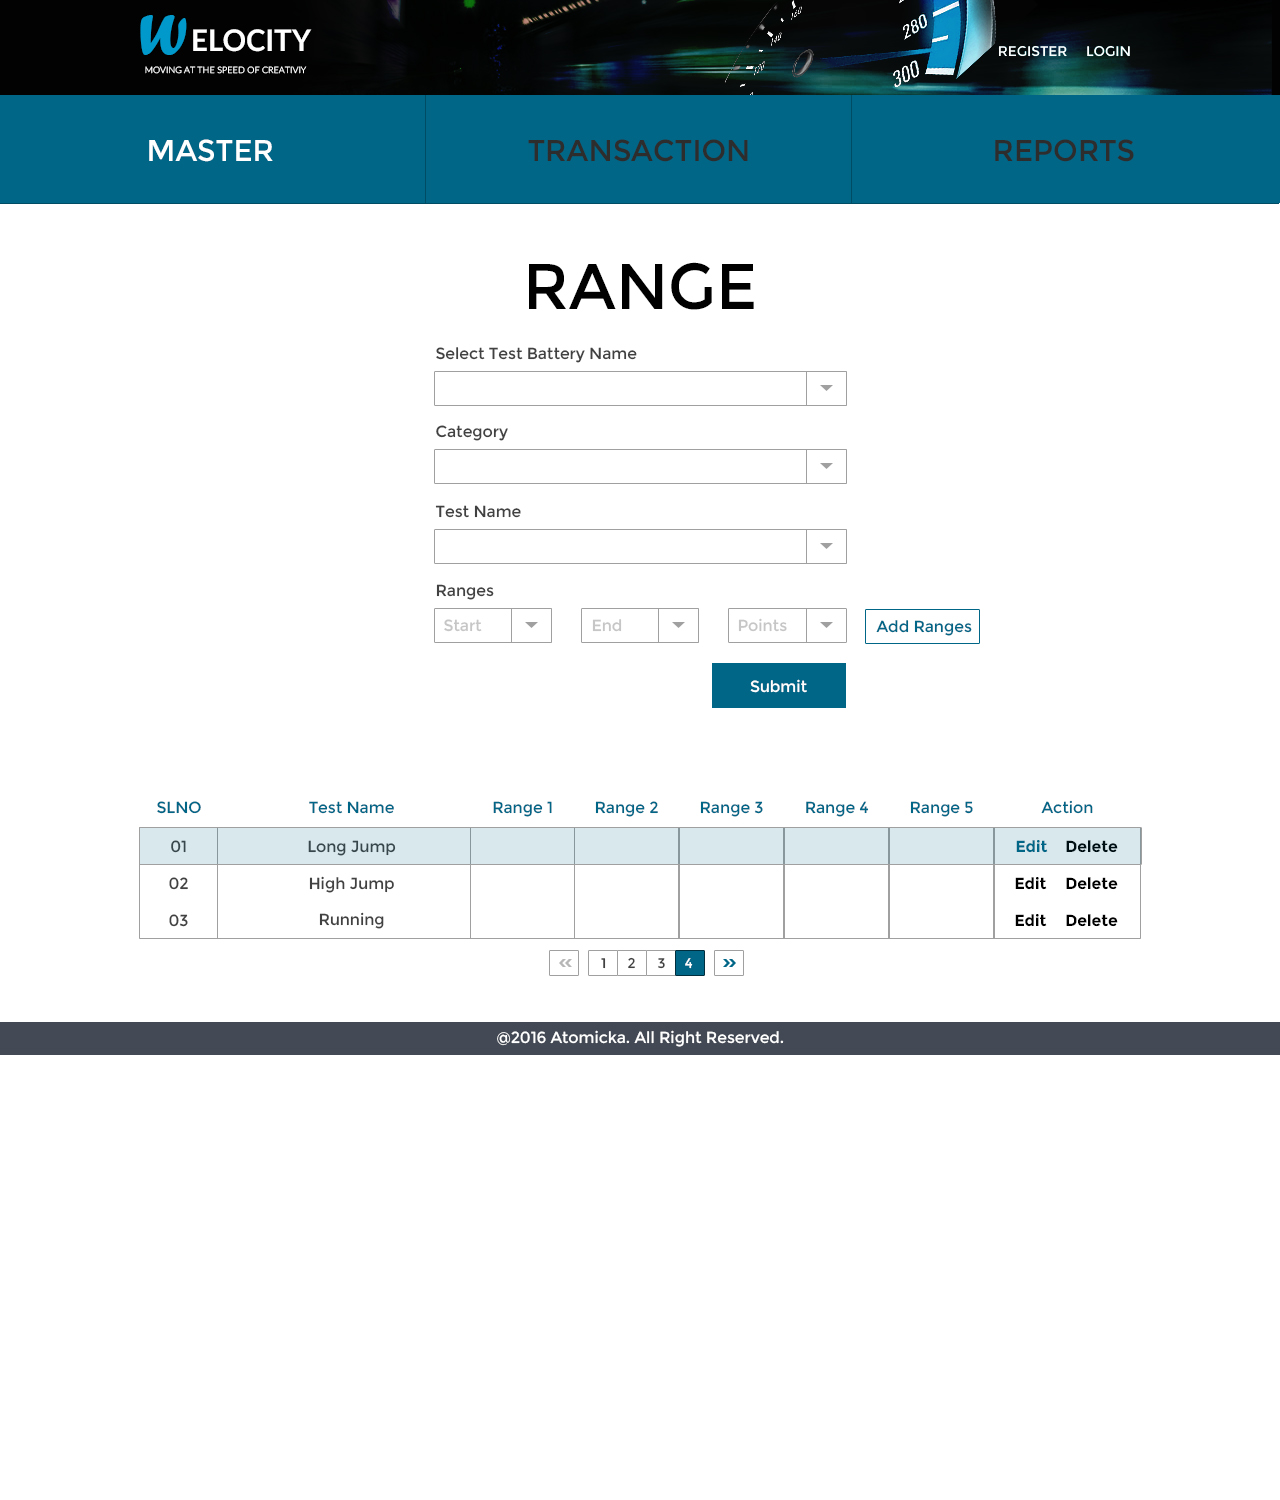 W ELOCITY
MOVING AT THE SPEED OF CREATIVIY
280
300
REGISTER LOGIN
MASTER TRANSACTION REPORTS
RANGE
Select Test Battery Name
Category
Test Name
Ranges
Start End Points Add Ranges
Submit
SLNO Test Name Range 1 Range 2 Range 3 Range 4 Range 5 Action
01 Long Jump Edit Delete
02 High Jump Edit Delete
03 Running Edit Delete
« 1 2 3 4 »
@2016 Atomicka. All Right Reserved.